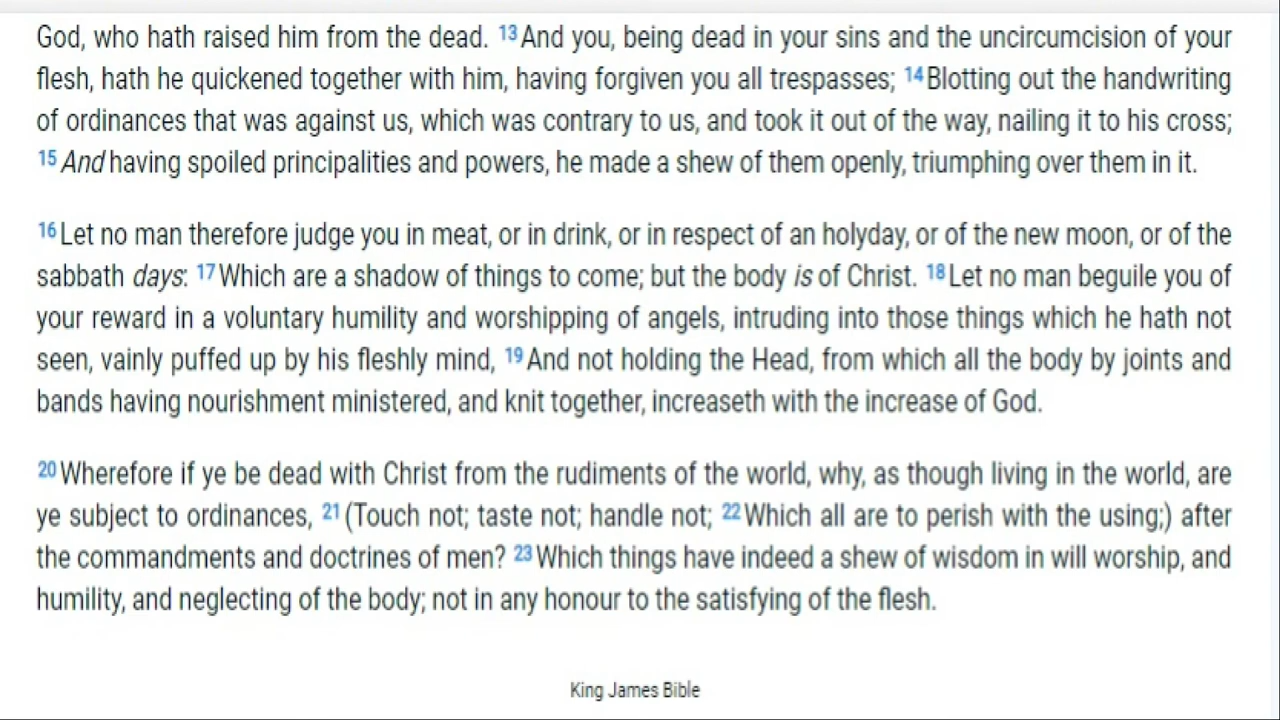 God, who hath raised him from the dead. 13 And you, being dead in your sins and the uncircumcision of your
flesh, hath he quickened together with him, having forgiven you all trespasses; 14 Blotting out the handwriting
of ordinances that was against us, which was contrary to us, and took it out of the way, nailing it to his cross;
15 And having spoiled principalities and powers, he made a shew of them openly, triumphing over them in it.
16 Let no man therefore judge you in meat, or in drink, or in respect of an holyday, or of the new moon, or of the
sabbath days: 17 Which are a shadow of things to come; but the body is of Christ. 18 Let no man beguile you of
your reward in a voluntary humility and worshipping of angels, intruding into those things which he hath not
seen, vainly puffed up by his fleshly mind, 19 And not holding the Head, from which all the body by joints and
bands having nourishment ministered, and knit together, increaseth with the increase of God.
20 Wherefore if ye be dead with Christ from the rudiments of the world, why, as though living in the world, are
ye subject to ordinances, 21 (Touch not; taste not; handle not; 22 Which all are to perish with the using;) after
the commandments and doctrines of men? 23 Which things have indeed a shew of wisdom in will worship, and
humility, and neglecting of the body; not in any honour to the satisfying of the flesh.
King James Bible